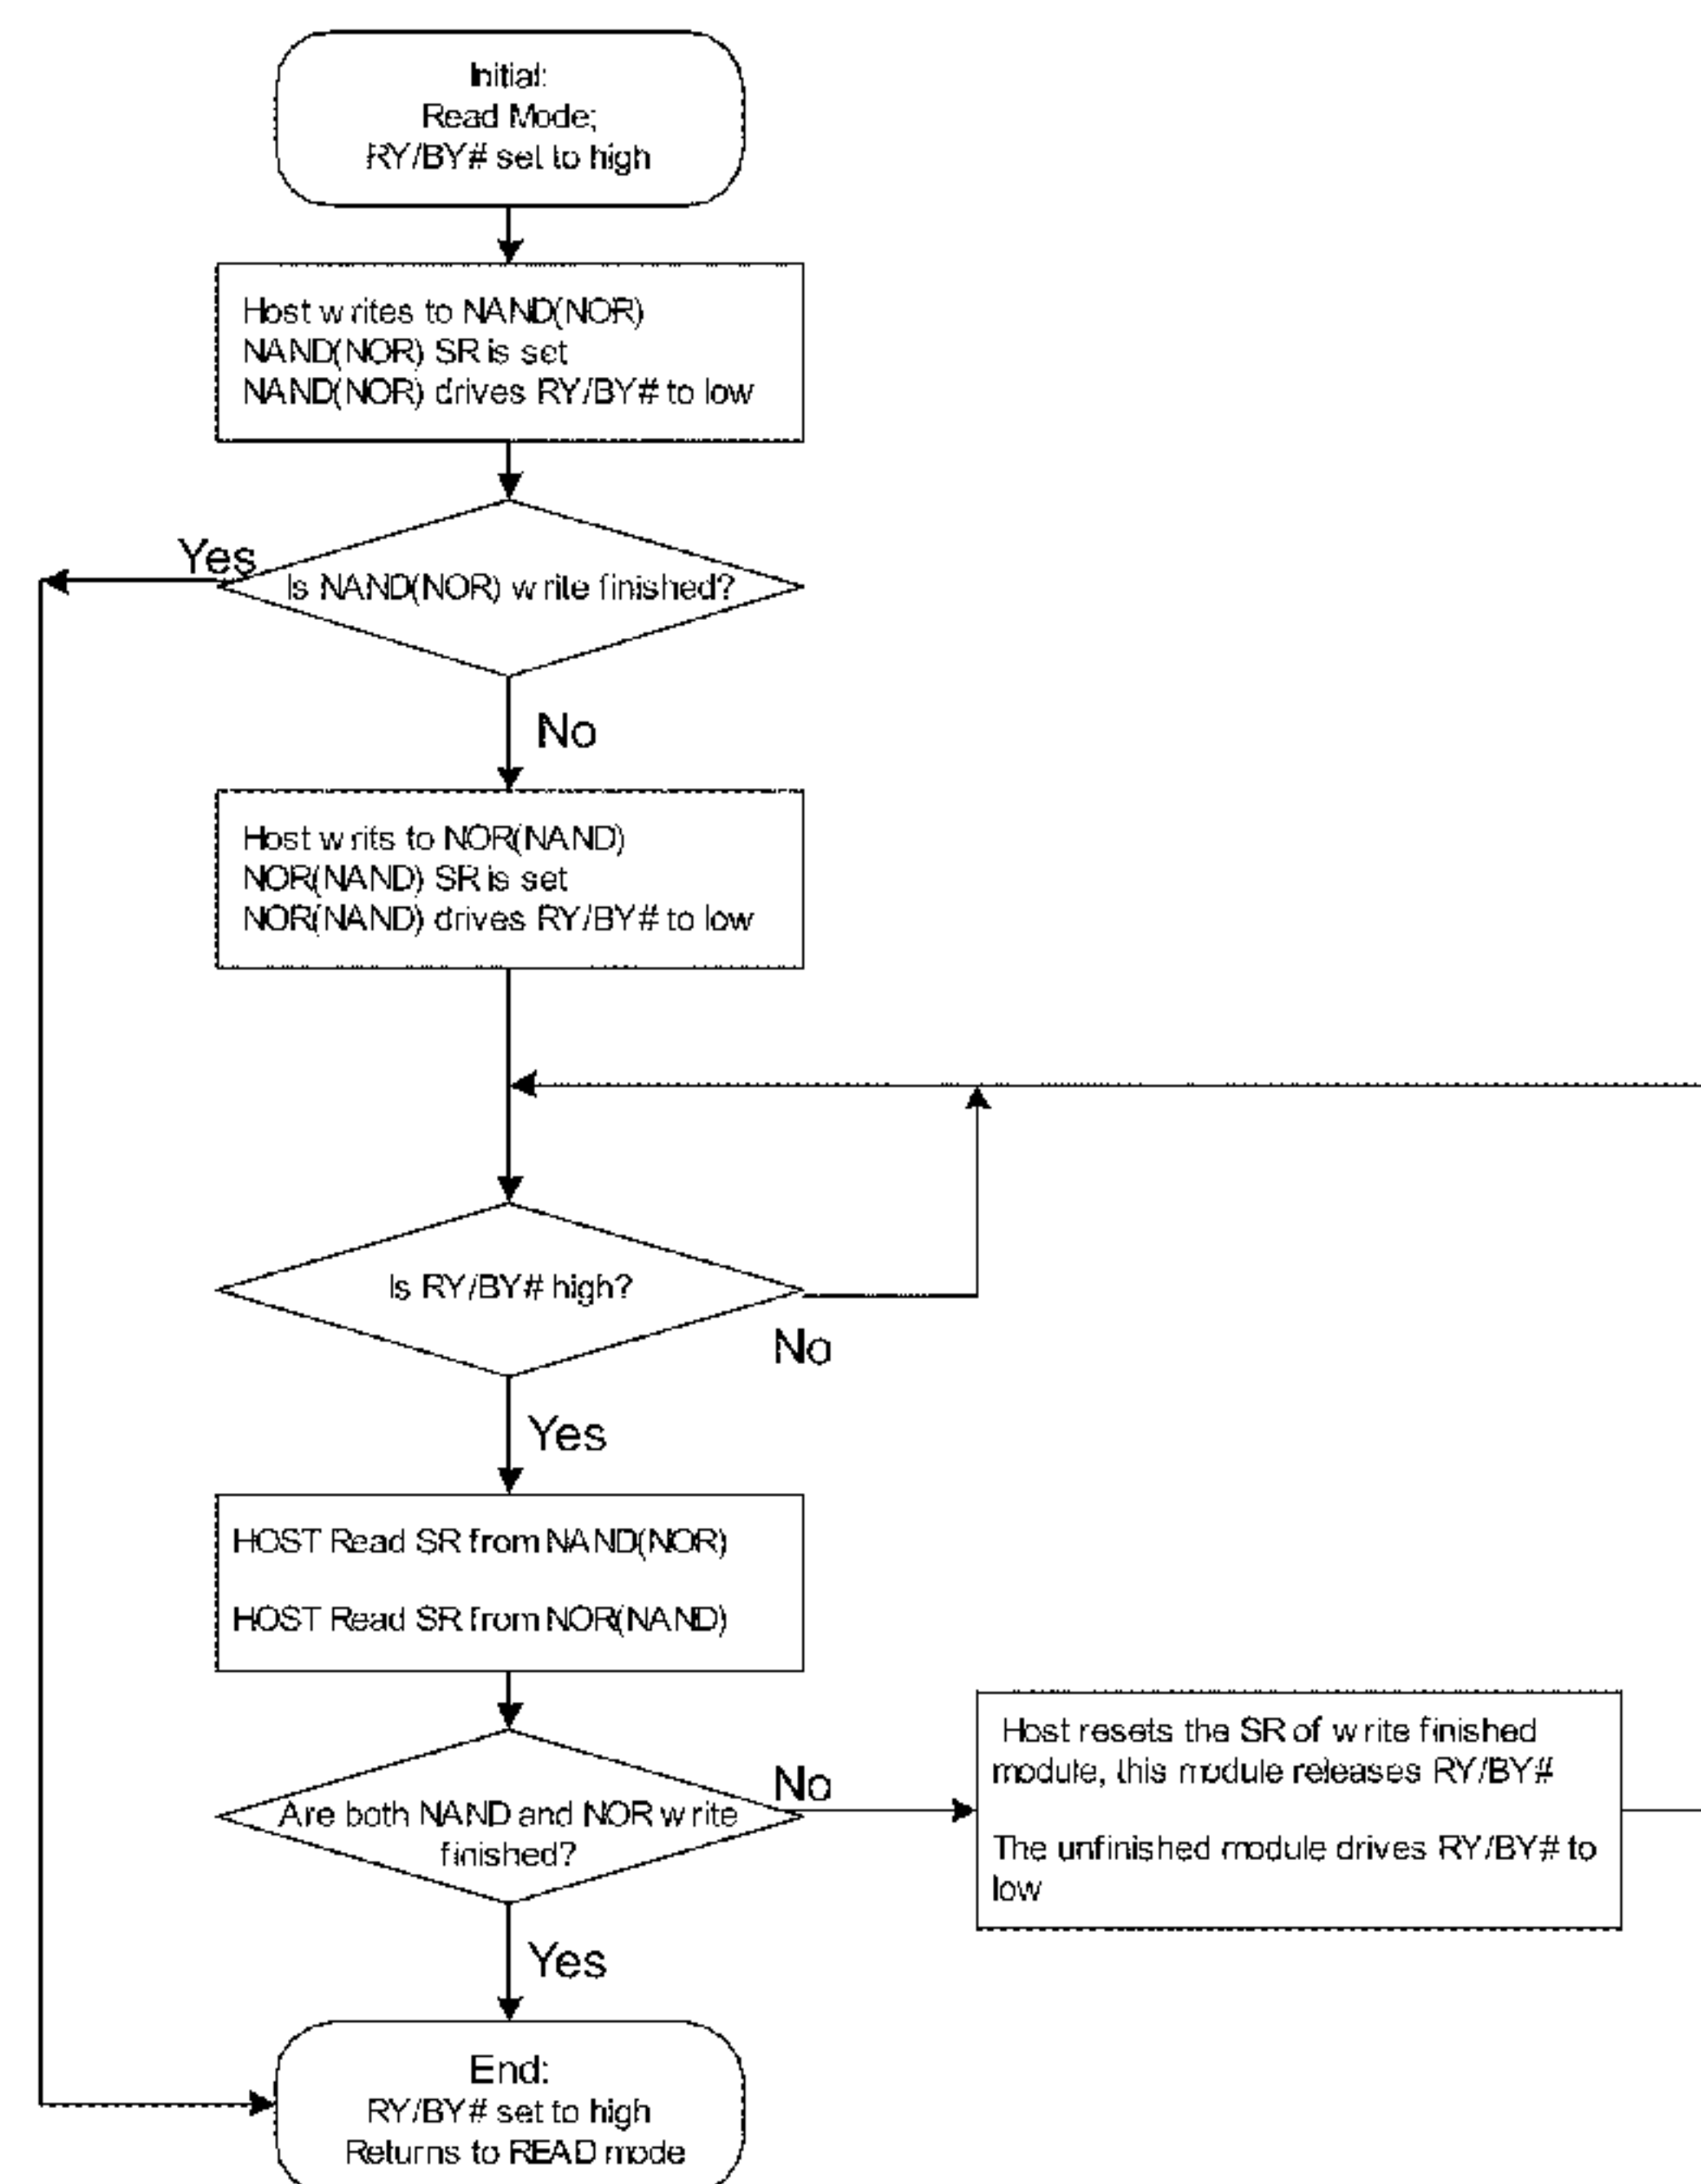 Initial:
Read Mode;
RY/BY# set to high
Host writes to NAND(NOR)
NAND(NOR) SR is set
NAND(NOR) drives RY/BY# to low
Yes
Is NAND(NOR) write finished?
No
Host writs to NOR(NAND)
NOR(NAND) SR is set
NOR(NAND) drives RY/BY# to low
Is RY/BY# high?
No
Yes
HOST Read SR from NAND(NOR)
HOST Read SR from NOR(NAND)
Are both NAND and NOR write
finished?
No
Host resets the SR of write finished
module, this module releases RY/BY#
The unfinished module drives RY/BY# to
low
Yes
End:
RY/BY# set to high
Returns to READ mode